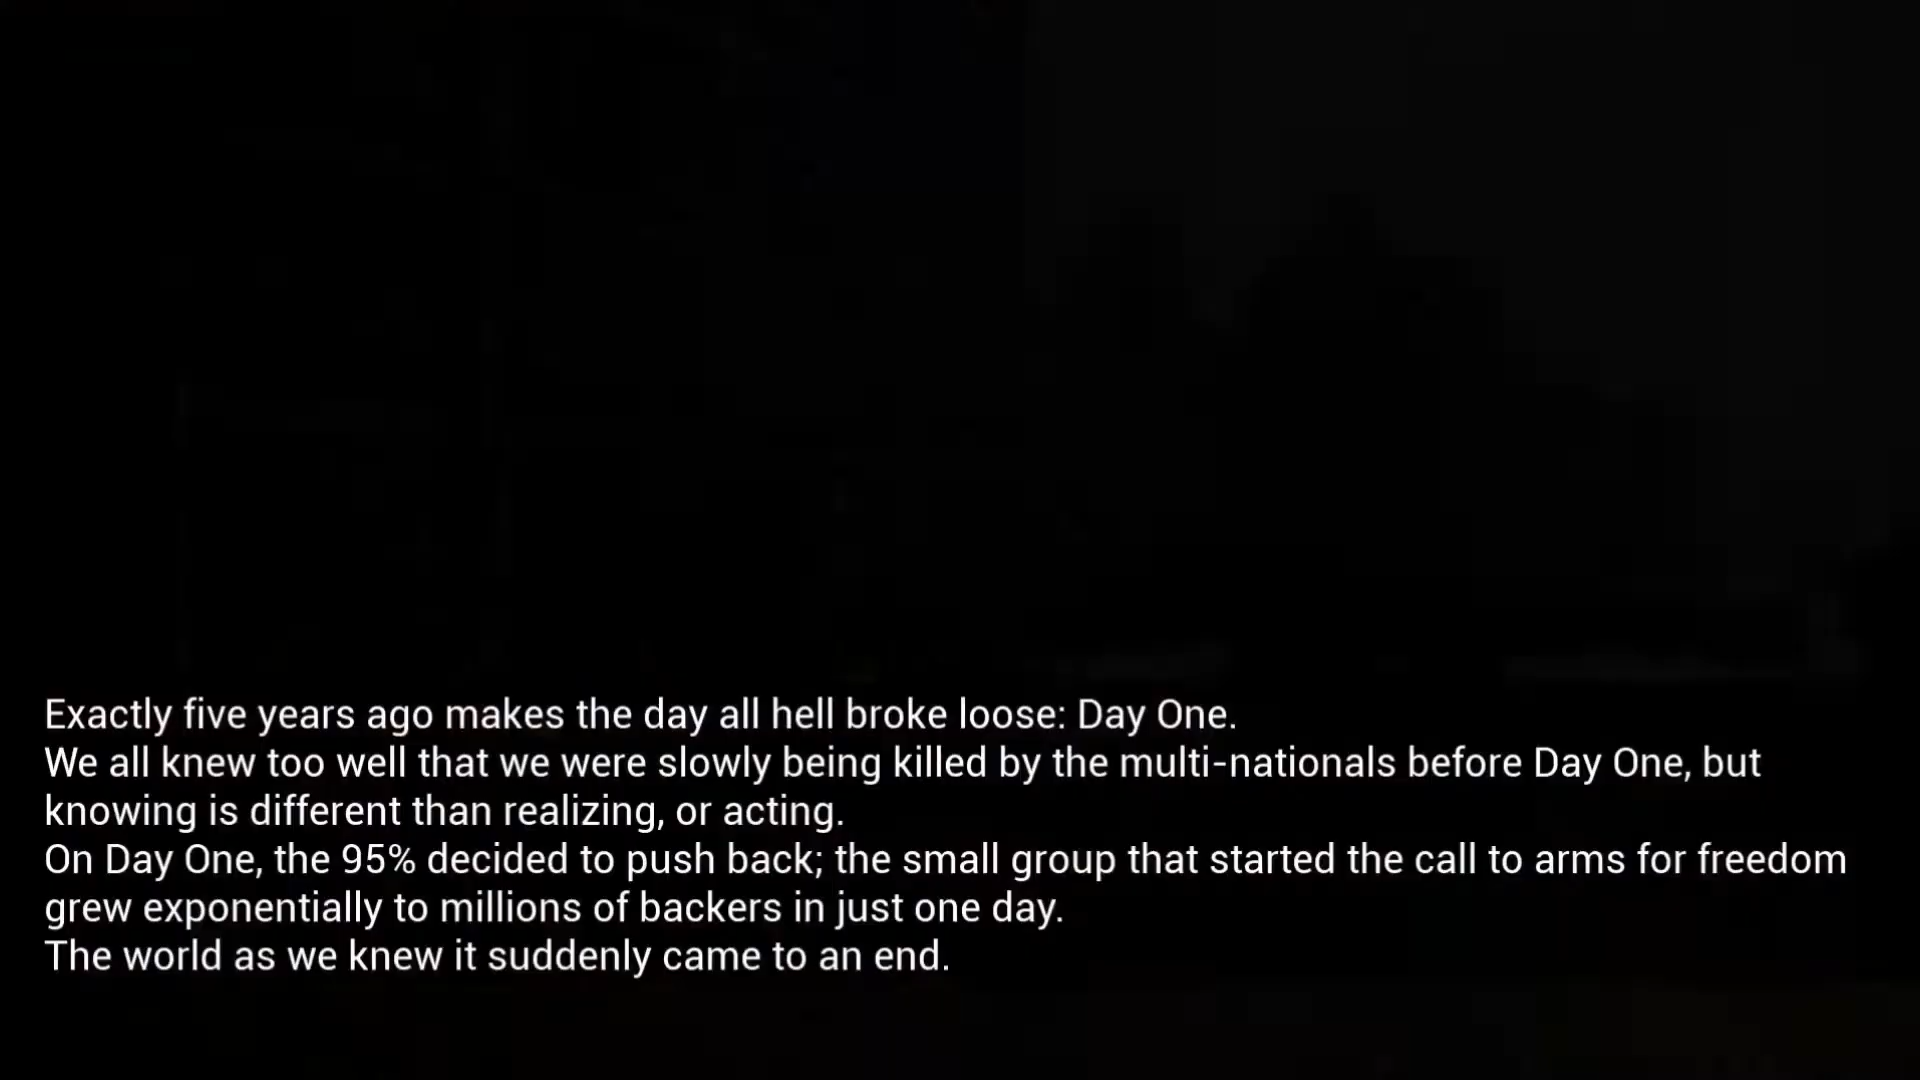 Exactly five years ago makes the day all hell broke loose: Day One.
We all knew too well that we were slowly being killed by the multi-nationals before Day One, but
knowing is different than realizing, or acting.
On Day One, the 95% decided to push back; the small group that started the call to arms for freedom
grew exponentially to millions of backers in just one day.
The world as we knew it suddenly came to an end.